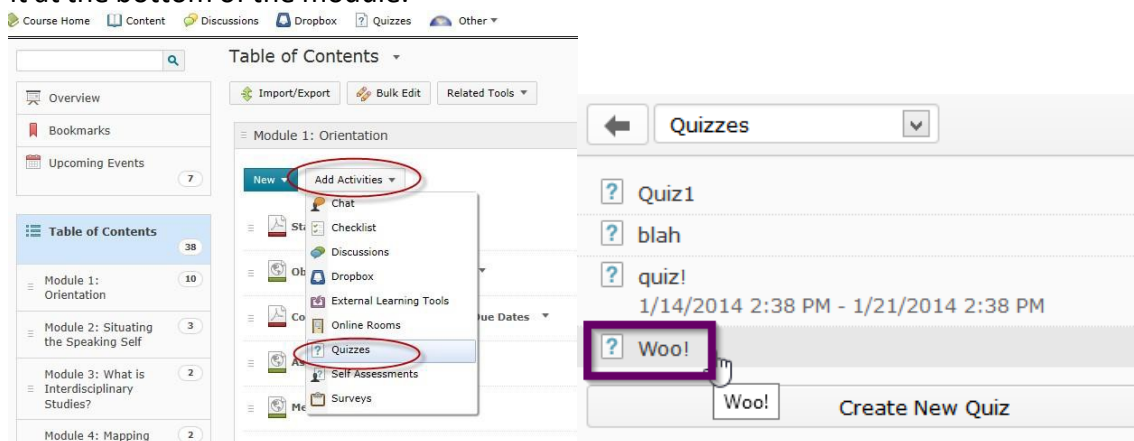 it at the bottom of the module.
Course Home Content Discussions Dropbox Quizzes Other
Table of Contents
Import/Export Bulk Edit Related Tools
Overview
Bookmarks
Upcoming Events
7
Table of Contents
38
Module 1:
Orientation
10
Module 2: Situating
the Speaking Self
3
Module 3: What is
Interdisciplinary
Studies?
2
Module 4: Mapping
2
Module 1: Orientation
New Add Activities
Chat
Checklist
Discussions
Dropbox
External Learning Tools
Online Rooms
Due Dates
Quizzes
Self Assessments
Surveys
Quizzes
Quiz1
blah
quiz!
1/14/2014 2:38 PM - 1/21/2014 2:38 PM
Woo!
Woo!
Create New Quiz